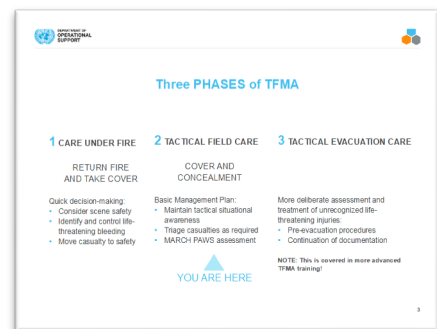 DEPARTMENT OF
OPERATIONAL
SUPPORT
Three PHASES of TFMA
1 CARE UNDER FIRE
RETURN FIRE
AND TAKE COVER
Quick decision-making:
• Consider scene safety
• Identify and control life-
threatening bleeding
• Move casualty to safety
2 TACTICAL FIELD CARE
COVER AND
CONCEALMENT
Basic Management Plan:
• Maintain tactical situational
awareness
• Triage casualties as required
• MARCH PAWS assessment
YOU ARE HERE
3 TACTICAL EVACUATION CARE
More deliberate assessment and
treatment of unrecognized life-
threatening injuries:
• Pre-evacuation procedures
• Continuation of documentation
NOTE: This is covered in more advanced
TFMA training!
3